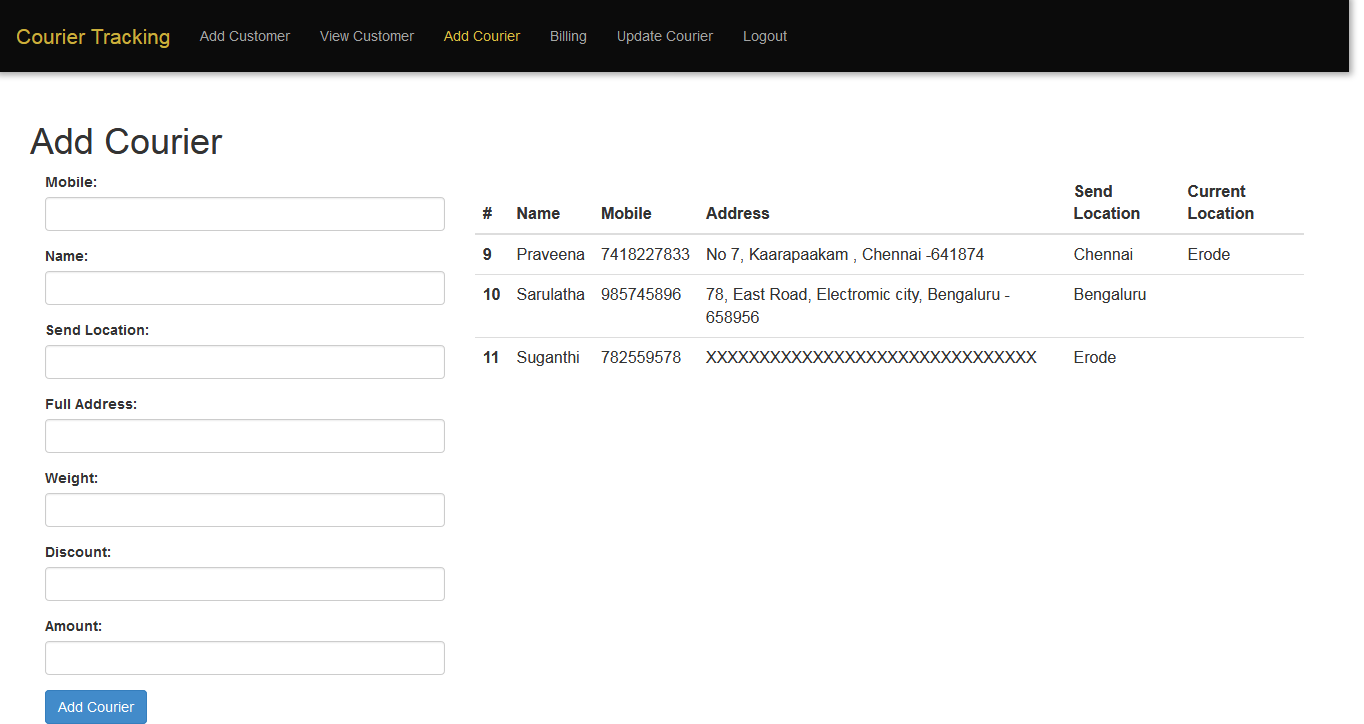 Courier Tracking Add Customer View Customer Add Courier Billing Update Courier Logout
Add Courier
Mobile:
Name:
Send Location:
Full Address:
Weight:
Discount:
Amount:
Add Courier
# Name Mobile Address Send Location Current Location
9 Praveena 7418227833 No 7, Kaarapaakam , Chennai -641874 Chennai Erode
10 Sarulatha 985745896 78, East Road, Electromic city, Bengaluru - Bengaluru
658956
11 Suganthi 782559578 XXXXXXXXXXXXXXXXXXXXXXXXXXXXXXX Erode